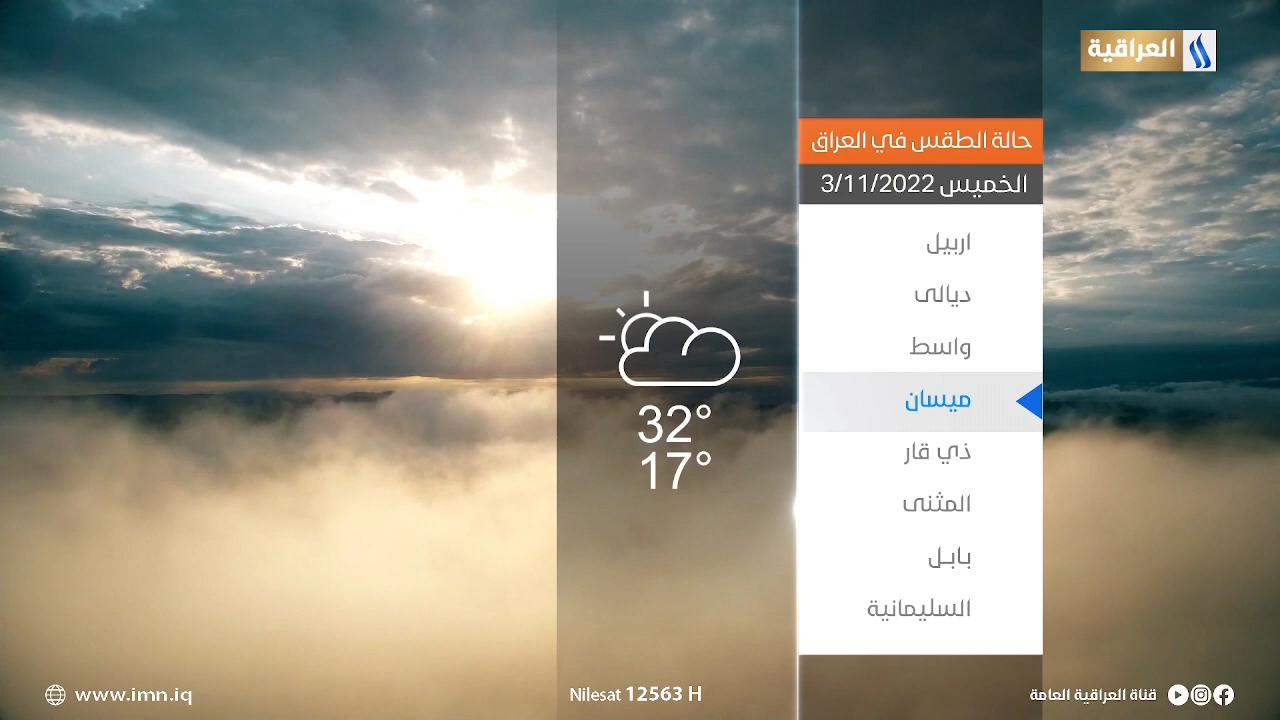 العراقية
حالة الطقس في العراق
الخميس 3/11/2022
اربيل
ديالى
واسط
ميسان
ذي قار
المثنى
بابل
السليمانية
32°
17°
www.imn.iq
Nilesat 12563 H
قناة العراقية العامة